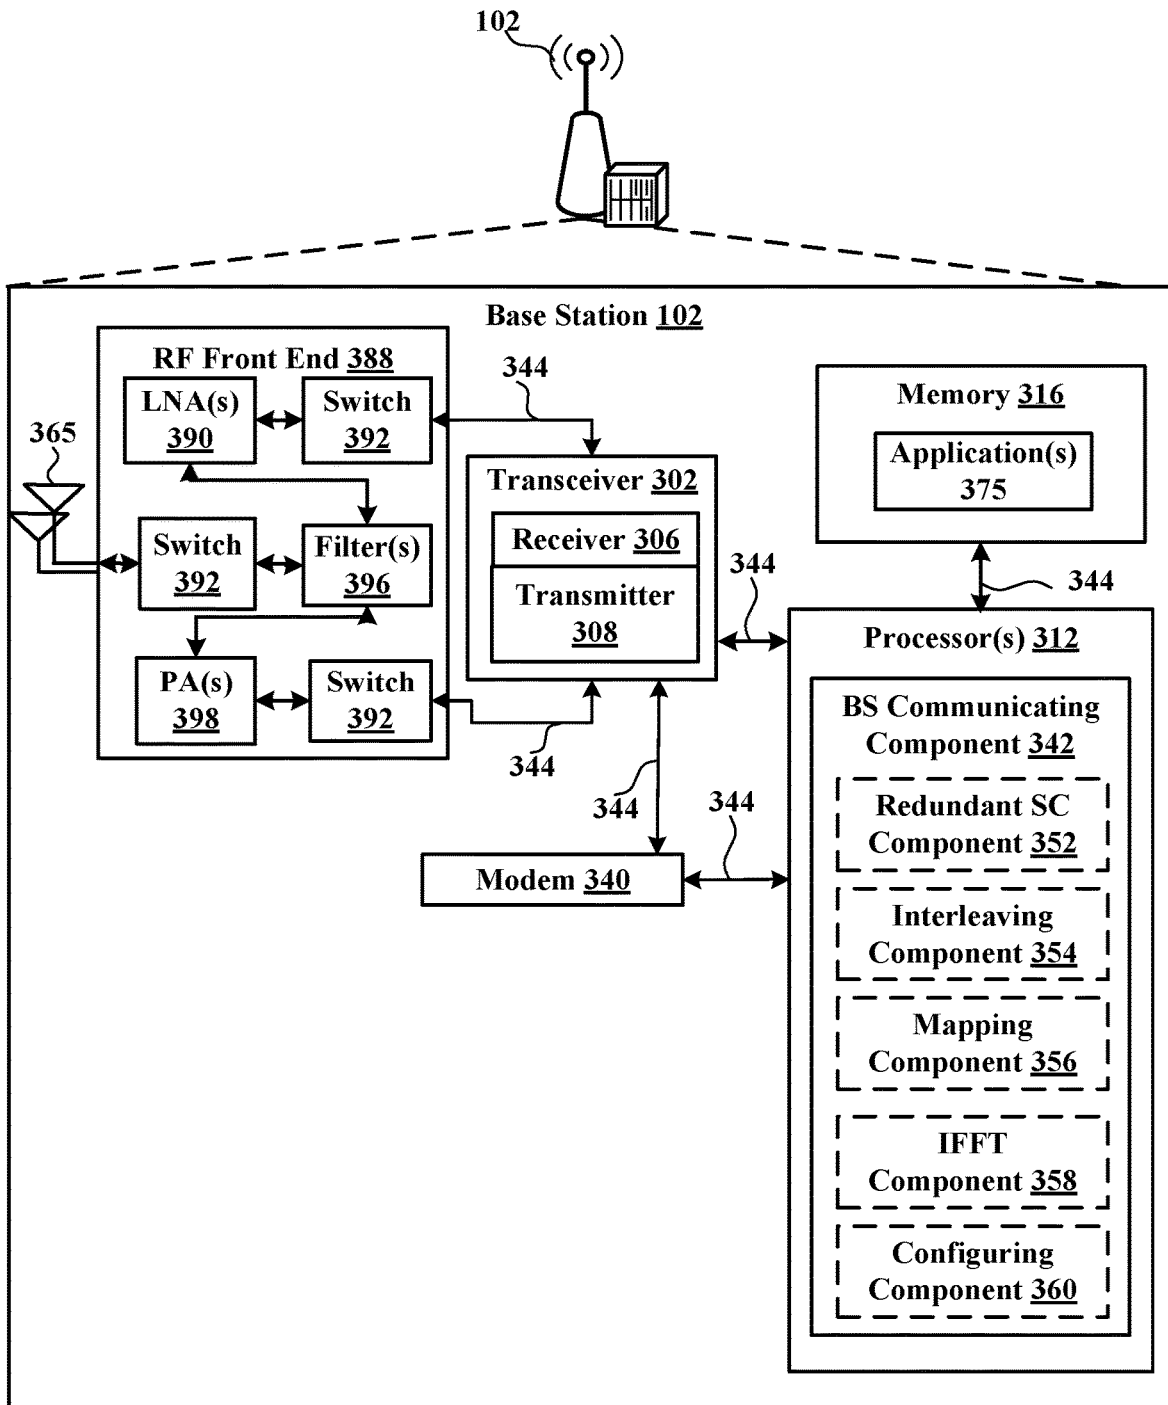 102
Base Station 102
RF Front End 388
LNA(s)
390
Switch
392
344
365
Switch
392
Filter(s)
396
PA(s)
398
Switch
392
344
Transceiver 302
Receiver 306
Transmitter
308
344
344
Modem 340
344
Memory 316
Application(s)
375
344
Processor(s) 312
BS Communicating
Component 342
Redundant SC
Component 352
Interleaving
Component 354
Mapping
Component 356
IFFT
Component 358
Configuring
Component 360